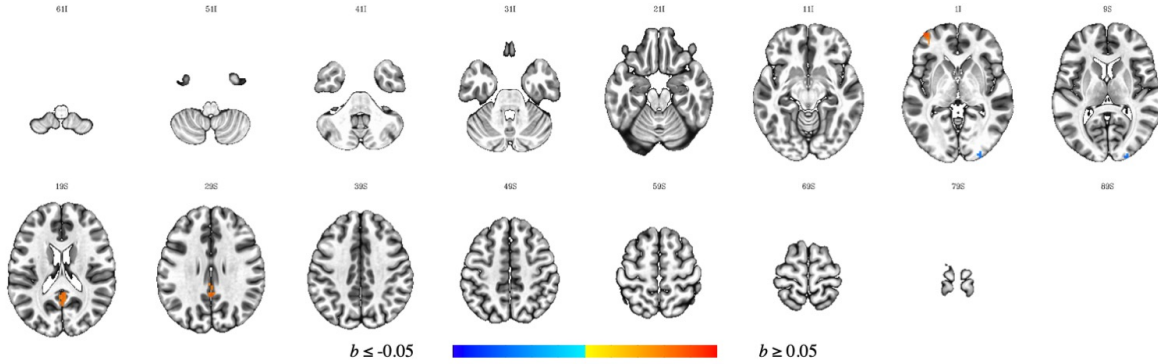 61I 51I 41I 31I 21I 11I 1I 9S
19S 29S 39S 49S 59S 69S 79S 89S
b ≤ -0.05 b ≥ 0.05